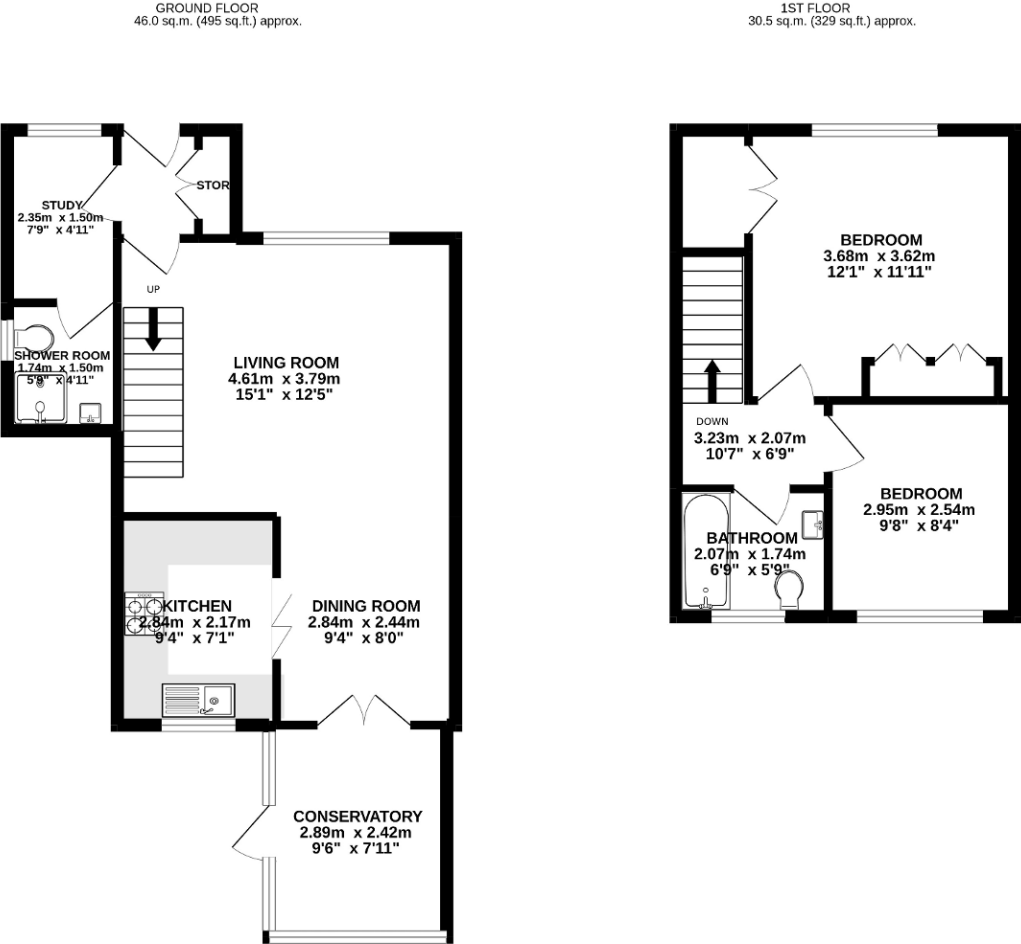 GROUND FLOOR
46.0 sq.m. (495 sq.ft.) approx.
1ST FLOOR
30.5 sq.m. (329 sq.ft.) approx.
STOR
STUDY
2.35m x 1.50m
7'9" x 4'11"
UP
SHOWER ROOM
1.74m x 1.50m
5'9" x 4'11"
LIVING ROOM
4.61m x 3.79m
15'1" x 12'5"
KITCHEN
2.84m x 2.17m
9'4" x 7'1"
DINING ROOM
2.84m x 2.44m
9'4" x 8'0"
CONSERVATORY
2.89m x 2.42m
9'6" x 7'11"
BEDROOM
3.68m x 3.62m
12'1" x 11'11"
DOWN
3.23m x 2.07m
10'7" x 6'9"
BEDROOM
2.95m x 2.54m
9'8" x 8'4"
BATHROOM
2.07m x 1.74m
6'9" x 5'9"